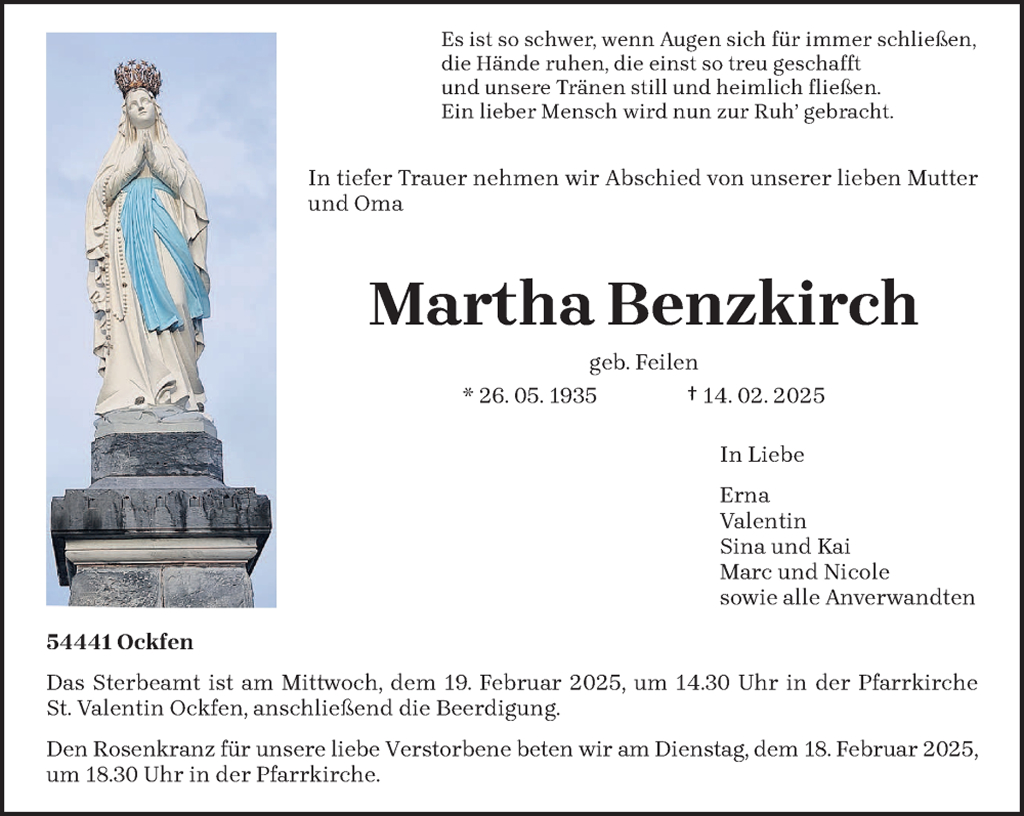 Es ist so schwer, wenn Augen sich für immer schließen,
die Hände ruhen, die einst so treu geschafft
und unsere Tränen still und heimlich fließen.
Ein lieber Mensch wird nun zur Ruh’ gebracht.
In tiefer Trauer nehmen wir Abschied von unserer lieben Mutter
und Oma
Martha Benzkirch
geb. Feilen
* 26. 05. 1935 † 14. 02. 2025
In Liebe
Erna
Valentin
Sina und Kai
Marc und Nicole
sowie alle Anverwandten
54441 Ockfen
Das Sterbeamt ist am Mittwoch, dem 19. Februar 2025, um 14.30 Uhr in der Pfarrkirche
St. Valentin Ockfen, anschließend die Beerdigung.
Den Rosenkranz für unsere liebe Verstorbene beten wir am Dienstag, dem 18. Februar 2025,
um 18.30 Uhr in der Pfarrkirche.